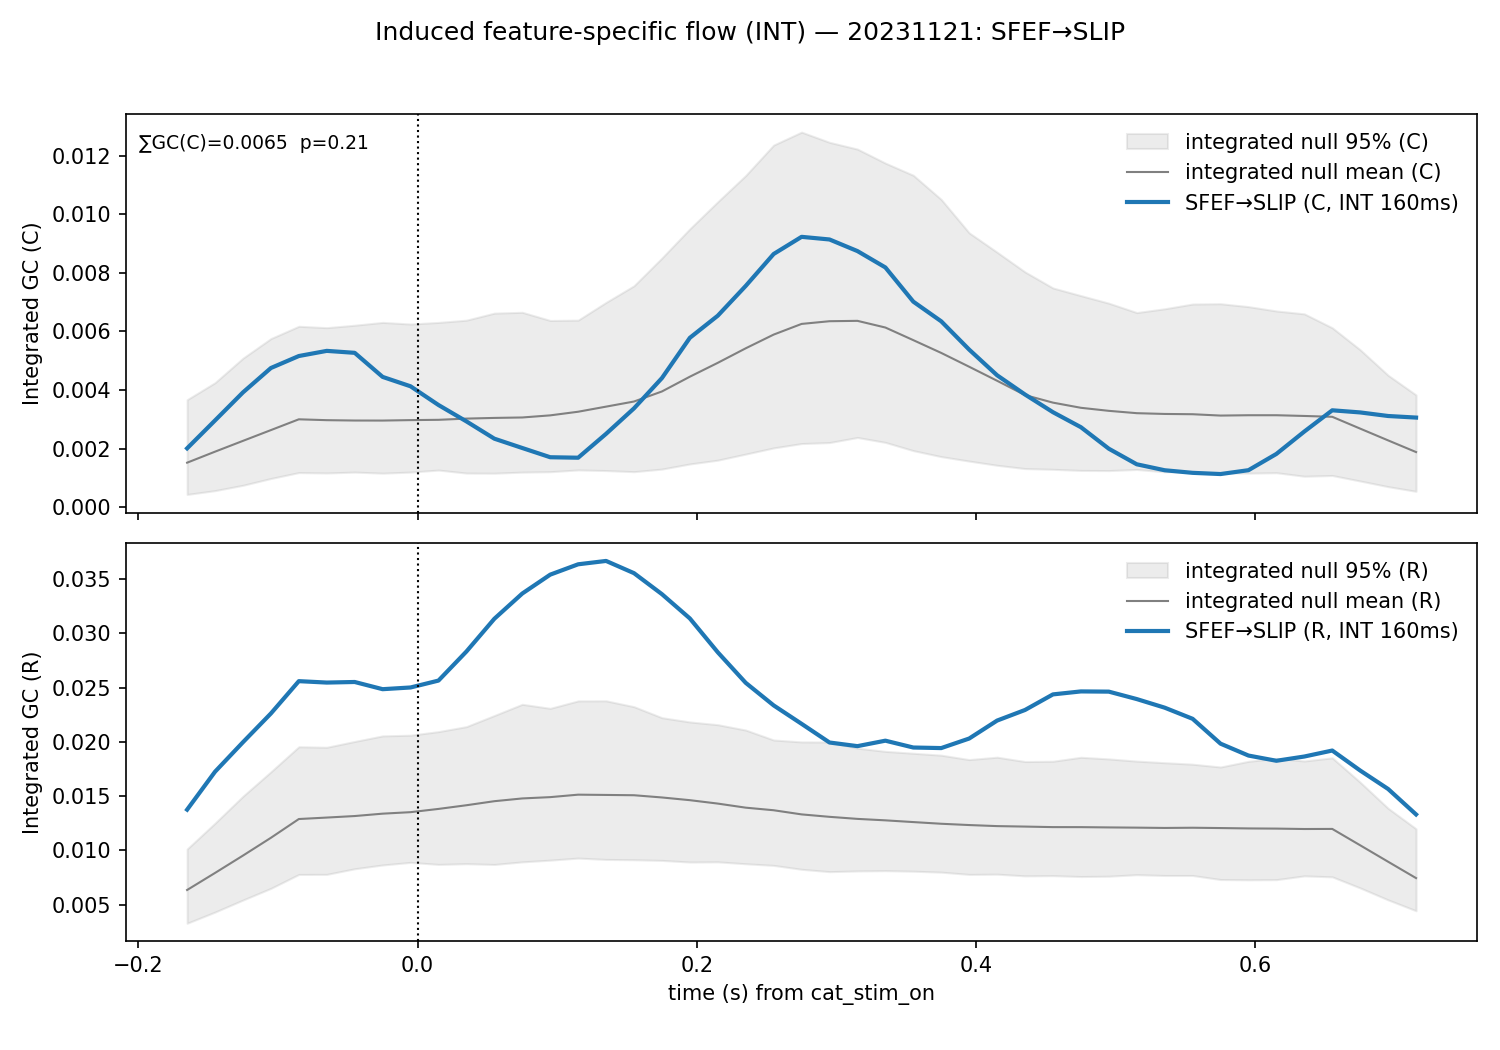 Induced feature-specific flow (INT) — 20231121: SFEF→SLIP
∑GC(C)=0.0065  p=0.21
integrated null 95% (C)
integrated null mean (C)
SFEF→SLIP (C, INT 160ms)
Integrated GC (C)
0.012
0.010
0.008
0.006
0.004
0.002
0.000
integrated null 95% (R)
integrated null mean (R)
SFEF→SLIP (R, INT 160ms)
Integrated GC (R)
0.035
0.030
0.025
0.020
0.015
0.010
0.005
−0.2 0.0 0.2 0.4 0.6
time (s) from cat_stim_on